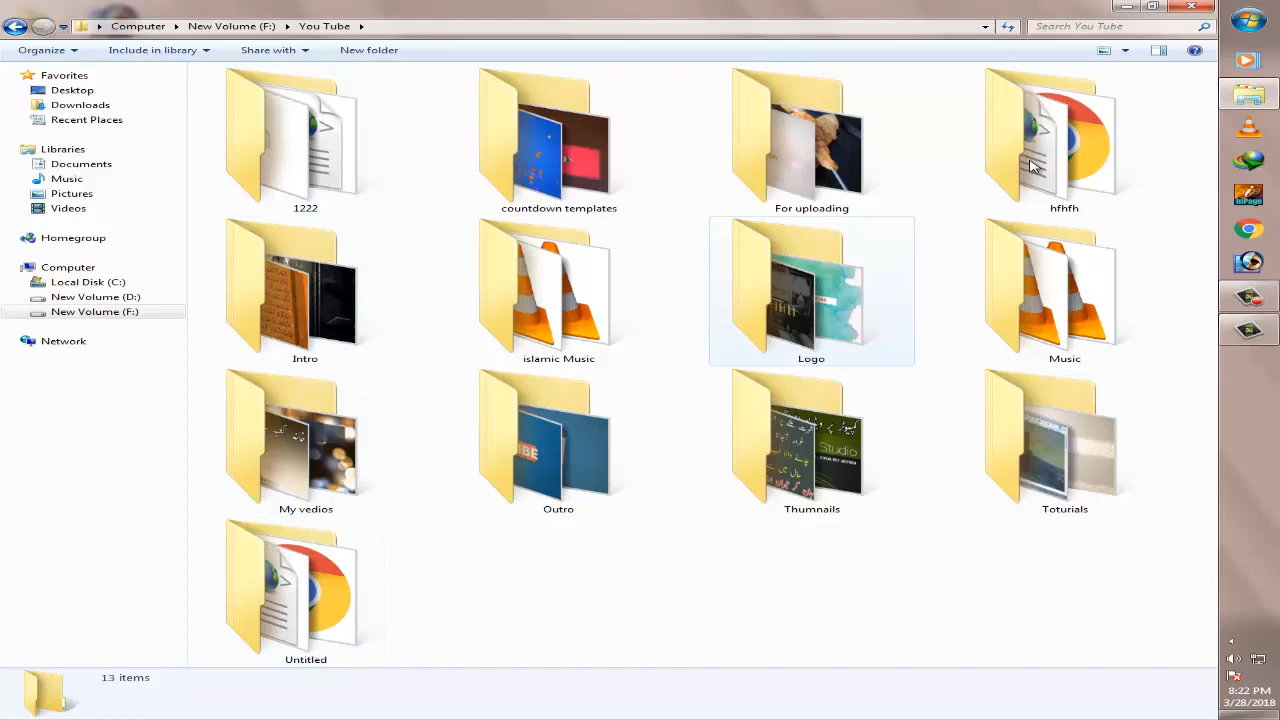 Computer ▸ New Volume (F:) ▸ You Tube ▸
Search You Tube
Organize
Include in library
Share with
New folder
Favorites
Desktop
Downloads
Recent Places
Libraries
Documents
Music
Pictures
Videos
Homegroup
Computer
Local Disk (C:)
New Volume (D:)
New Volume (F:)
Network
1222
countdown templates
For uploading
hfhfh
Intro
islamic Music
Logo
Music
My vedios
Outro
Thumnails
Toturials
Untitled
Studio
13 items
8:22 PM
3/28/2018